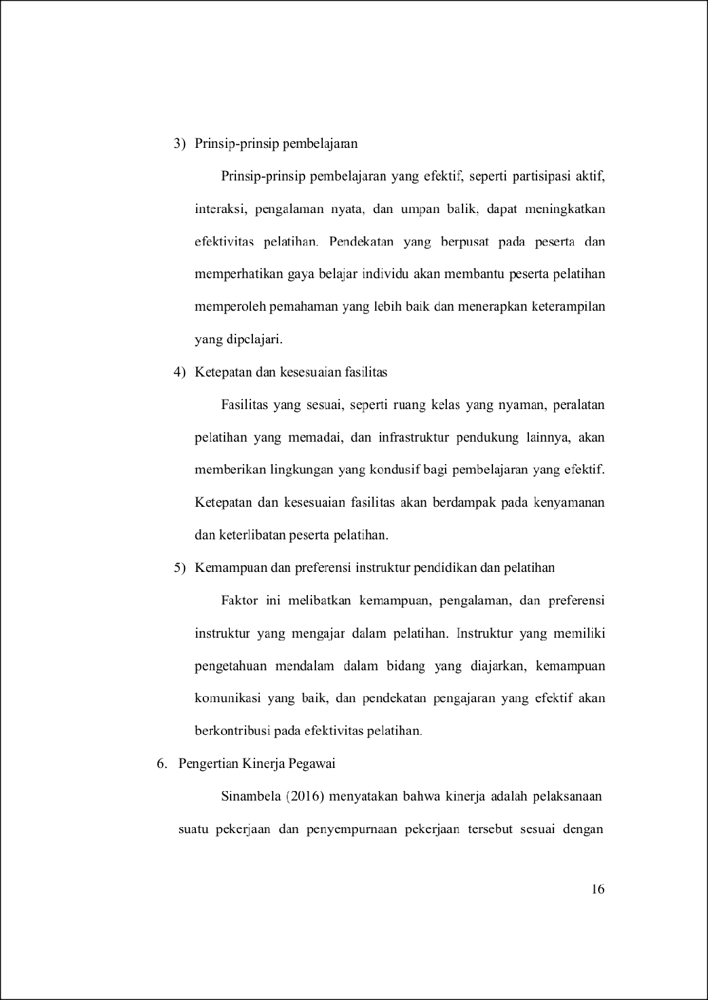 3) Prinsip-prinsip pembelajaran
Prinsip-prinsip pembelajaran yang efektif, seperti partisipasi aktif,
interaksi, pengalaman nyata, dan umpan balik, dapat meningkatkan
efektivitas pelatihan. Pendekatan yang berpusat pada peserta dan
memperhatikan gaya belajar individu akan membantu peserta pelatihan
memperoleh pemahaman yang lebih baik dan menerapkan keterampilan
yang dipelajari.
4) Ketepatan dan kesesuaian fasilitas
Fasilitas yang sesuai, seperti ruang kelas yang nyaman, peralatan
pelatihan yang memadai, dan infrastruktur pendukung lainnya, akan
memberikan lingkungan yang kondusif bagi pembelajaran yang efektif.
Ketepatan dan kesesuaian fasilitas akan berdampak pada kenyamanan
dan keterlibatan peserta pelatihan.
5) Kemampuan dan preferensi instruktur pendidikan dan pelatihan
Faktor ini melibatkan kemampuan, pengalaman, dan preferensi
instruktur yang mengajar dalam pelatihan. Instruktur yang memiliki
pengetahuan mendalam dalam bidang yang diajarkan, kemampuan
komunikasi yang baik, dan pendekatan pengajaran yang efektif akan
berkontribusi pada efektivitas pelatihan.
6. Pengertian Kinerja Pegawai
Sinambela (2016) menyatakan bahwa kinerja adalah pelaksanaan
suatu pekerjaan dan penyempurnaan pekerjaan tersebut sesuai dengan
16